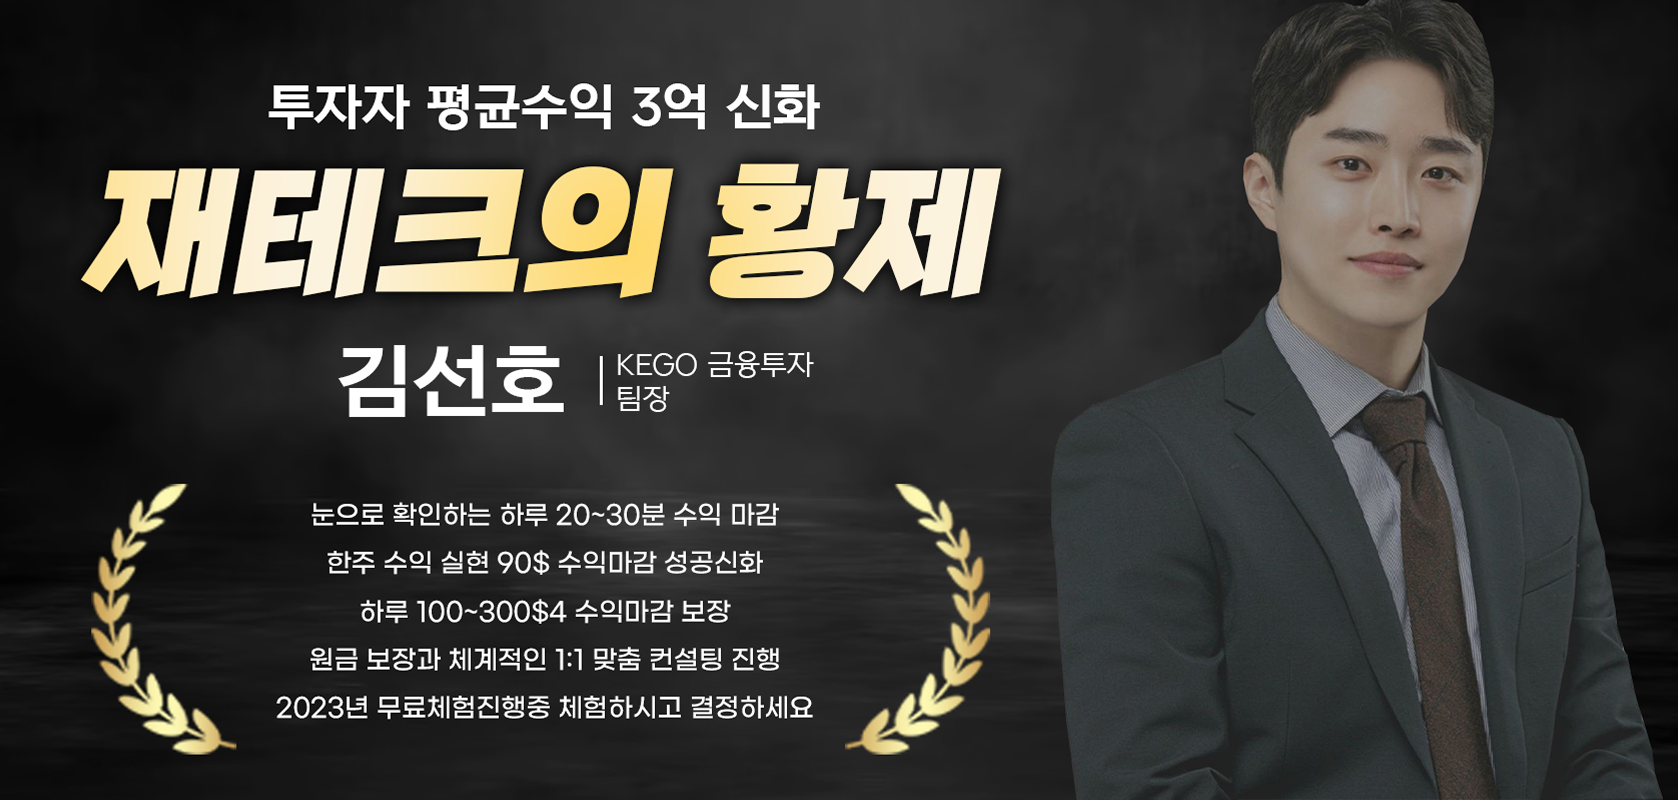 투자자 평균수익 3억 신화
재테크의 황제
김선호
KEGO 금융투자
팀장
눈으로 확인하는 하루 20~30분 수익 마감
한주 수익 실현 90$ 수익마감 성공신화
하루 100~300$4 수익마감 보장
원금 보장과 체계적인 1:1 맞춤 컨설팅 진행
2023년 무료체험진행중 체험하시고 결정하세요